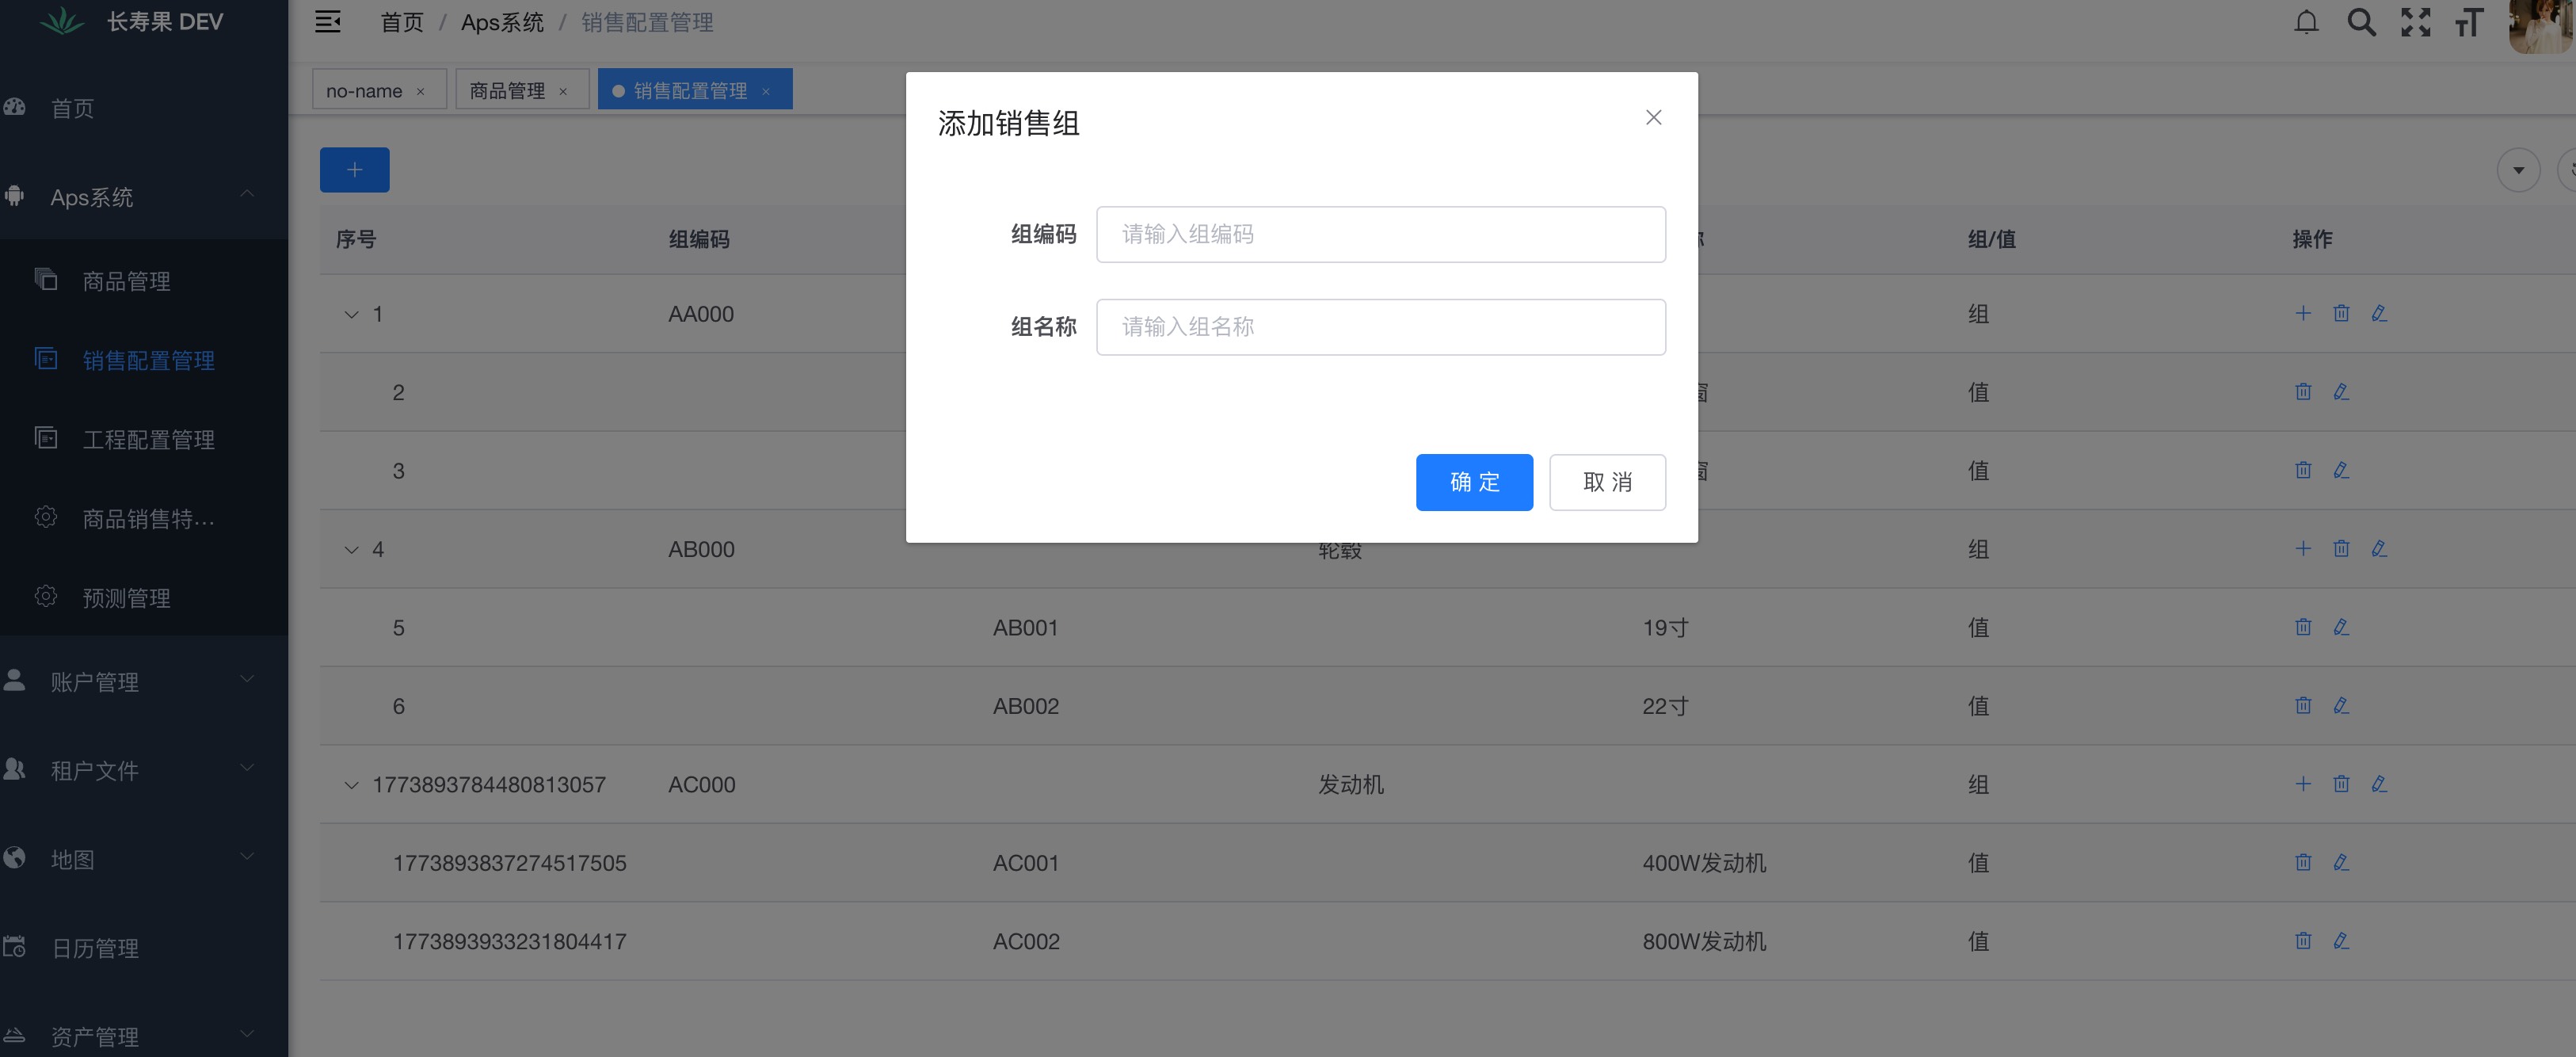 长寿果 DEV
首页 / Aps系统 / 销售配置管理
no-name
商品管理
销售配置管理
首页
Aps系统
商品管理
销售配置管理
工程配置管理
商品销售特...
预测管理
账户管理
租户文件
地图
日历管理
资产管理
添加销售组
组编码 请输入组编码
组名称 请输入组名称
确 定 取 消
序号 组编码 组/值 操作
1 AA000 组
2 值
3 值
4 AB000 轮毂 组
5 AB001 19寸 值
6 AB002 22寸 值
1773893784480813057 AC000 发动机 组
1773893837274517505 AC001 400W发动机 值
1773893933231804417 AC002 800W发动机 值